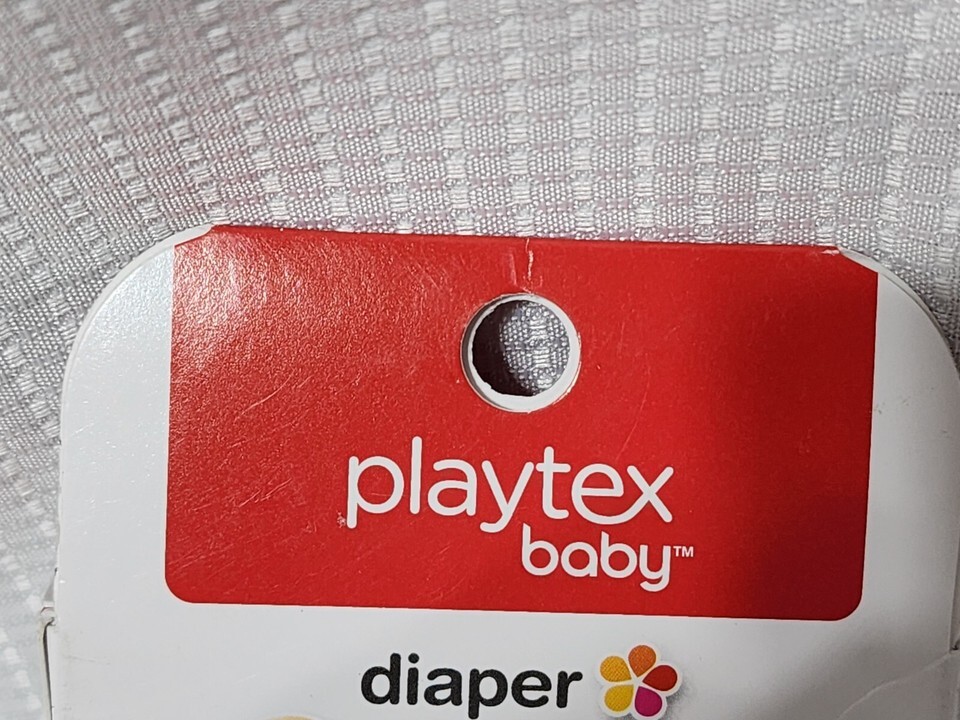 playtex
baby™
diaper